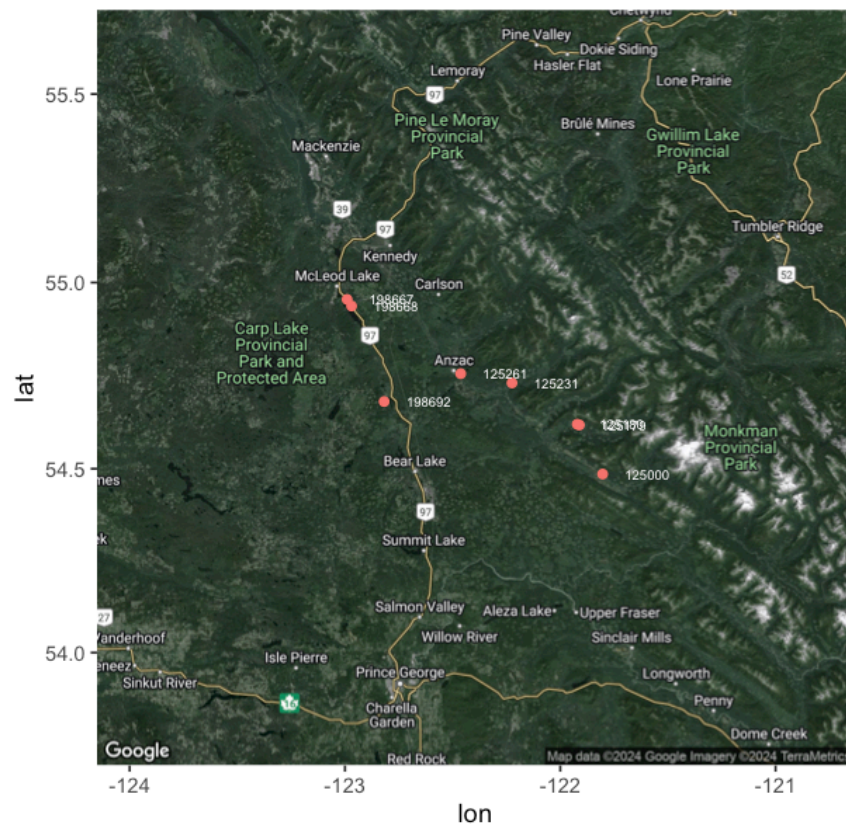 Chetwynd
Pine Valley
Dokie Siding
Hasler Flat
Lemoray
Lone Prairie
55.5
97
Pine Le Moray
Provincial
Park
Brûlé Mines
Gwillim Lake
Provincial
Park
Mackenzie
39
97
Tumbler Ridge
Kennedy
52
55.0
McLeod Lake
Carlson
198667
198668
Carp Lake
Provincial
Park and
Protected Area
97
Anzac
125261
125231
198692
125179
Monkman
Provincial
Park
Bear Lake
54.5
125000
mes
97
ek
Summit Lake
Salmon Valley
Aleza Lake
Upper Fraser
27
Willow River
Sinclair Mills
Vanderhoof
54.0
eneez
Isle Pierre
Sinkut River
Prince George
Longworth
16
Charella
Garden
Penny
Dome Creek
Google
Red Rock
Map data ©2024 Google Imagery ©2024 TerraMetrics
-124
-123
-122
-121
lon
lat